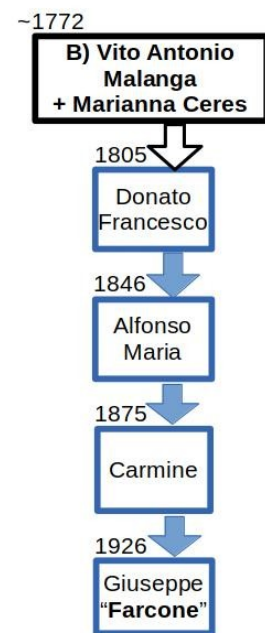 ~1772
B) Vito Antonio
Malanga
+ Marianna Ceres
1805
Donato
Francesco
1846
Alfonso
Maria
1875
Carmine
1926
Giuseppe
“Farcone”